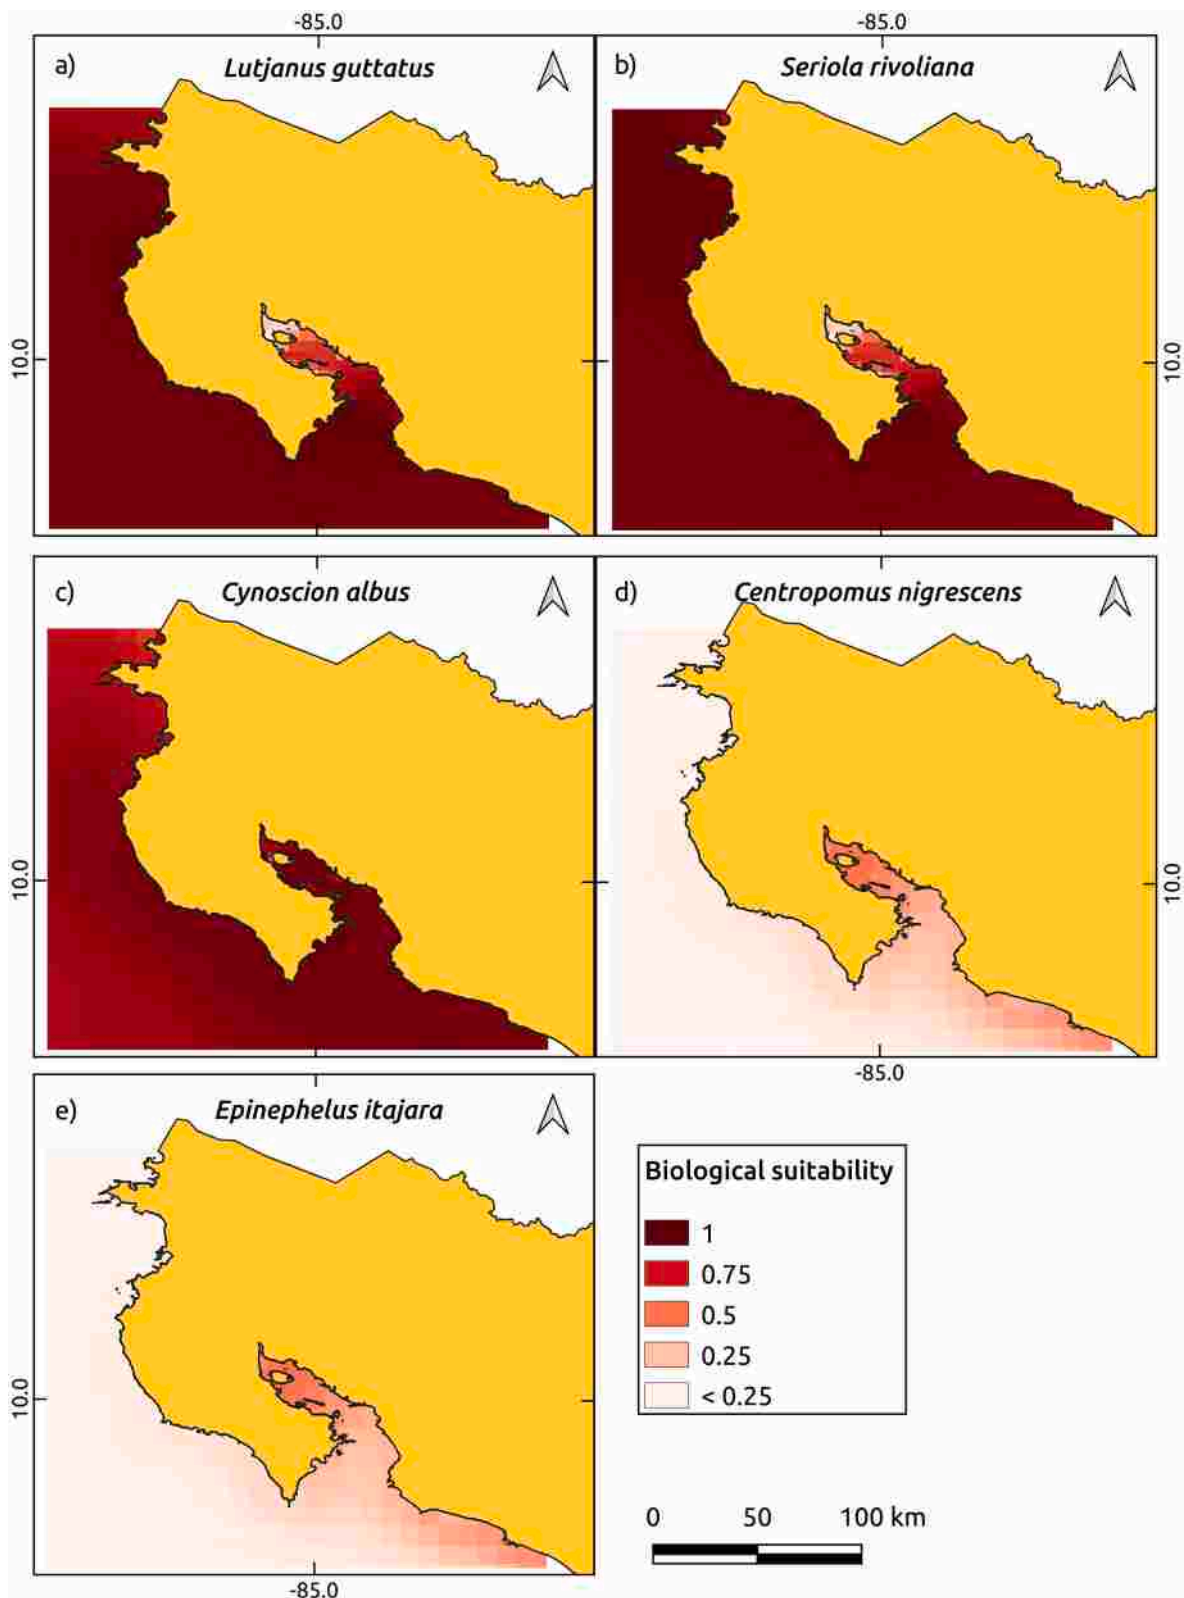 -85.0 -85.0
a) Lutjanus guttatus
b) Seriola rivoliana
10.0
10.0
c) Cynoscion albus
d) Centropomus nigrescens
10.0
10.0
-85.0
e) Epinephelus itajara
Biological suitability
1
0.75
0.5
0.25
< 0.25
10.0
0 50 100 km
-85.0